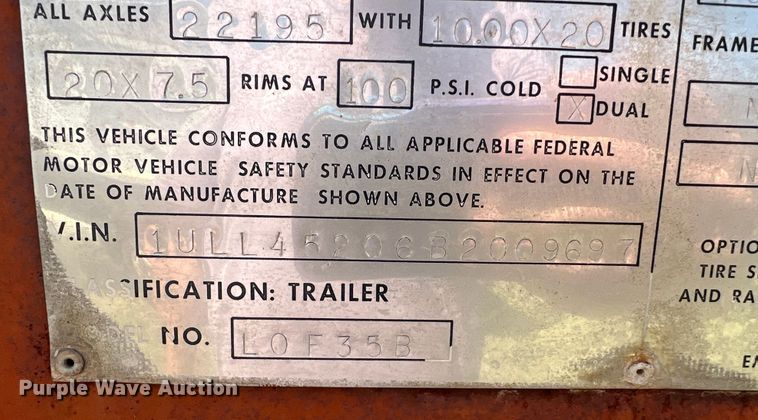 ALL AXLES 22195 WITH 10.00X20 TIRES
20X7.5 RIMS AT 100 P.S.I. COLD SINGLE
X DUAL
THIS VEHICLE CONFORMS TO ALL APPLICABLE FEDERAL
MOTOR VEHICLE SAFETY STANDARDS IN EFFECT ON THE
DATE OF MANUFACTURE SHOWN ABOVE.
V.I.N. 1ULL45206B2009697
ASSIFICATION: TRAILER
EL NO. LOF35B
FRAME
N
N
OPTIO
TIRE S
AND RA
Purple Wave Auction